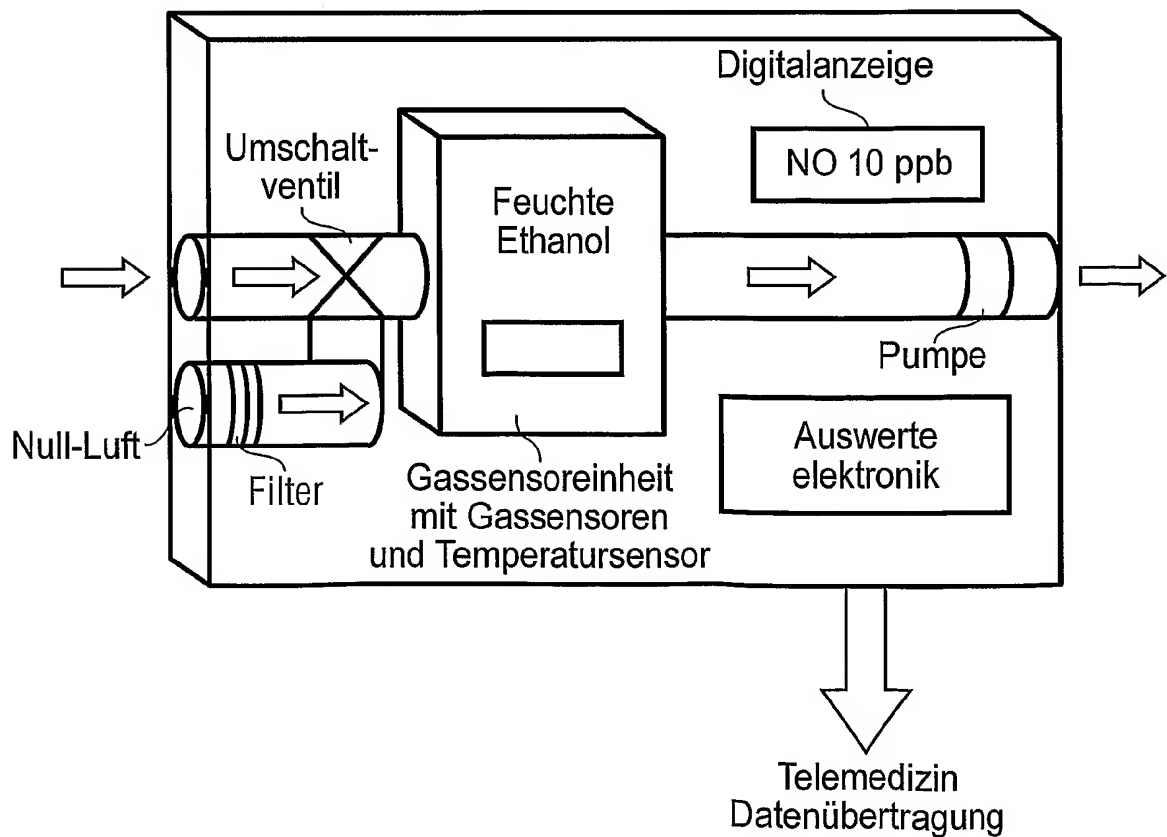 Digitalanzeige
NO 10 ppb
Umschalt-
ventil
Feuchte
Ethanol
Pumpe
Null-Luft
Filter
Gassensoreinheit
mit Gassensoren
und Temperatursensor
Auswerte
elektronik
Telemedizin
Datenübertragung